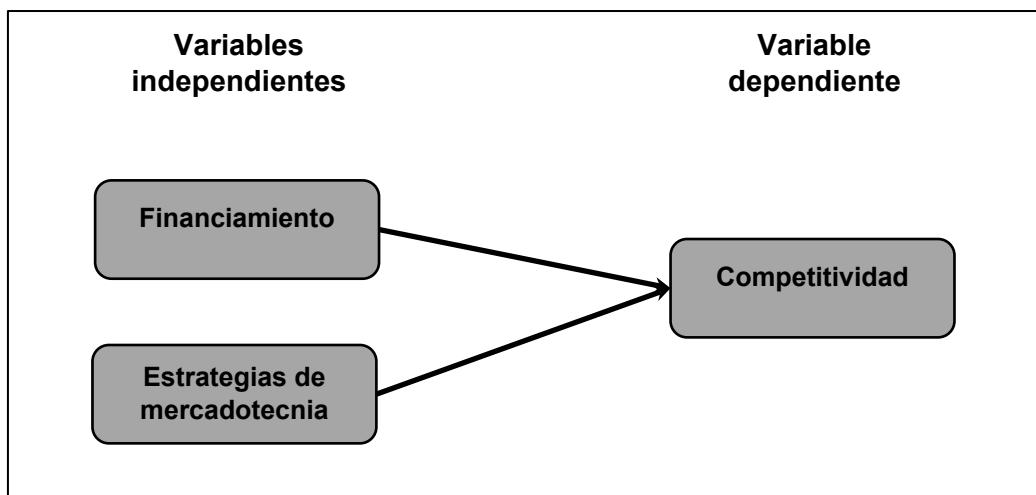 Variables
independientes
Variable
dependiente
Financiamiento
Competitividad
Estrategias de
mercadotecnia